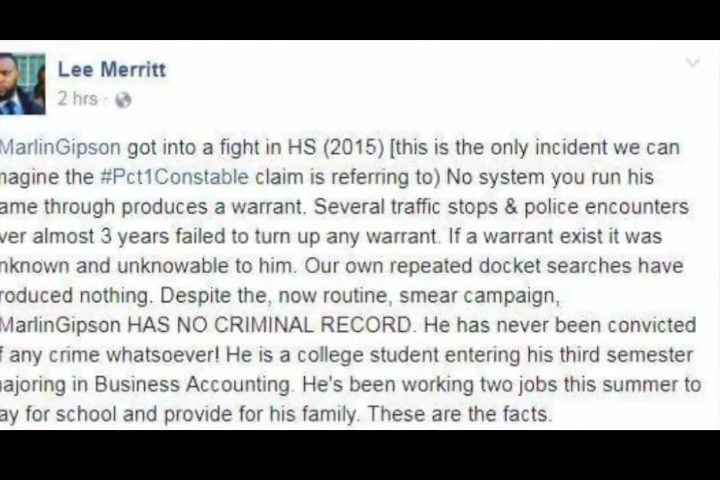 Lee Merritt
2 hrs ·
MarlinGipson got into a fight in HS (2015) [this is the only incident we can
magine the #Pct1Constable claim is referring to) No system you run his
ame through produces a warrant. Several traffic stops & police encounters
ver almost 3 years failed to turn up any warrant. If a warrant exist it was
nknown and unknowable to him. Our own repeated docket searches have
roduced nothing. Despite the, now routine, smear campaign,
MarlinGipson HAS NO CRIMINAL RECORD. He has never been convicted
f any crime whatsoever! He is a college student entering his third semester
ajoring in Business Accounting. He's been working two jobs this summer to
ay for school and provide for his family. These are the facts.